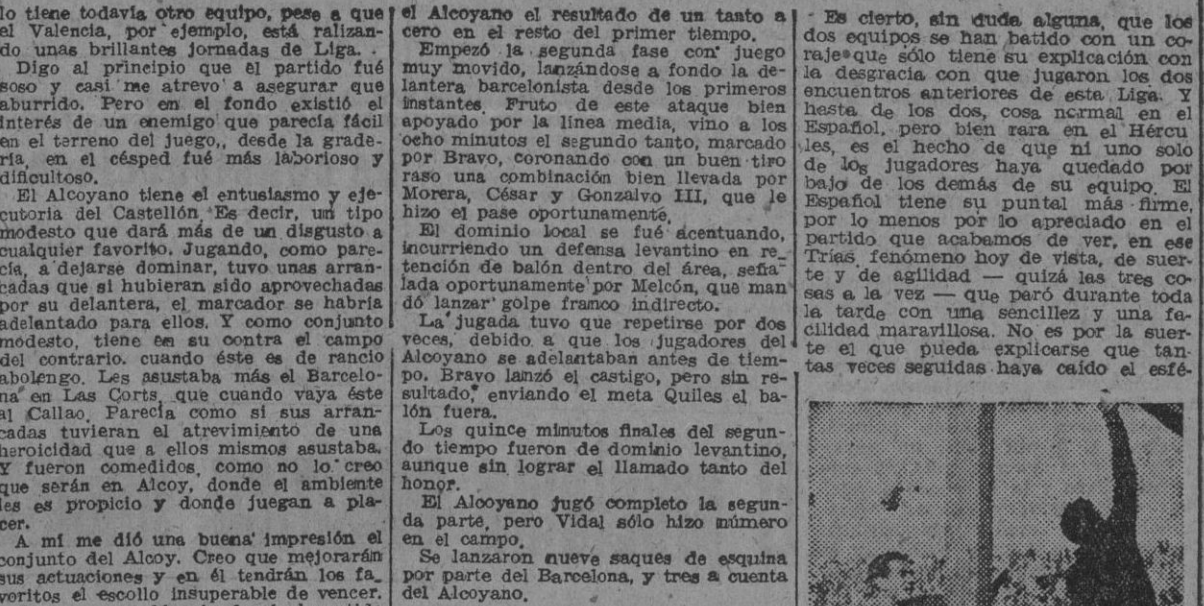 lo tiene todavía otro equipo, pese a que
el Valencia, por ejemplo, está ralizan-
do unas brillantes jornadas de Liga.
Digo al principio que el partido fué
soso y casi me atrevo a asegurar que
aburrido. Pero em el fondo existió el
interés de un enemigo que parecía fácil
en el terreno del juego,, desde la grade-
ría, en el césped fué más laborioso y
dificultoso.
El Alcoyano tiene el entusiasmo y eje-
cutoria del Castellón. Es decir, un tipo
modesto que dará más de un disgusto a
cualquier favorito. Jugando, como pare-
cía, a dejarse dominar, tuvo unas arran-
cadas que si hubieran sido aprovechadas
por su delantera, el marcador se habría
adelantado para ellos. Y como conjunto
modesto, tiene en su contra el campo
del contrario. cuando éste es de rancio
abolengo. Les asustaba más el Barcelo-
na en Las Corts, que cuando vaya éste
al Callao. Parecía como si sus arran-
cadas tuvieran el atrevimiento de una
heroicidad que a ellos mismos asustaba.
Y fueron comedidos, como no lo creo
que serán en Alcoy, donde el ambiente
les es propicio y donde juegan a pla-
cer.
A mí me dió una buena impresión el
conjunto del Alcoy. Creo que mejorarán
sus actuaciones y en él tendrán los fa_
voritos el escollo insuperable de vencer.
el Alcoyano el resultado de un tanto a
cero en el resto del primer tiempo.
Empezó la segunda fase con juego
muy movido, lanzándose a fondo la de-
lantera barcelonista desde los primeros
instantes. Fruto de este ataque bien
apoyado por la línea media, vino a los
ocho minutos el segundo tanto, marcado
por Bravo, coronando con un buen tiro
raso una combinación bien llevada por
Morera, César y Gonzalvo III, que le
hizo el pase oportunamente.
El dominio local se fué acentuando,
incurriendo un defensa levantino en re_
tención de balón dentro del área, seña-
lada oportunamente por Melcón, que man
dó lanzar golpe franco indirecto.
La jugada tuvo que repetirse por dos
veces, debido a que los jugadores del
Alcoyano se adelantaban antes de tiem-
po. Bravo lanzó el castigo, pero sin re-
sultado, enviando el meta Quiles el ba-
lón fuera.
Los quince minutos finales del segun-
do tiempo fueron de dominio levantino,
aunque sin lograr el llamado tanto del
honor.
El Alcoyano jugó completo la segun-
da parte, pero Vidal sólo hizo número
en el campo.
Se lanzaron nueve saques de esquina
por parte del Barcelona, y tres a cuenta
del Alcoyano.
Es cierto, sin duda alguna, que los
dos equipos se han batido con un co-
raje que sólo tiene su explicación con
la desgracia con que jugaron los dos
encuentros anteriores de esta Liga. Y
hasta de los dos, cosa normal en el
Español, pero bien rara en el Hércu
les, es el hecho de que ni uno solo
de los jugadores haya quedado por
bajo de los demás de su equipo. El
Español tiene su puntal más firme,
por lo menos por lo apreciado en el
partido que acabamos de ver, en ese
Trías, fenómeno hoy de vista, de suer-
te y de agilidad — quizá las tres co-
sas a la vez — que paró durante toda
la tarde con una sencillez y una fa-
cilidad maravillosa. No es por la suer-
te el que pueda explicarse que tan-
tas veces seguidas haya caído el esfé-